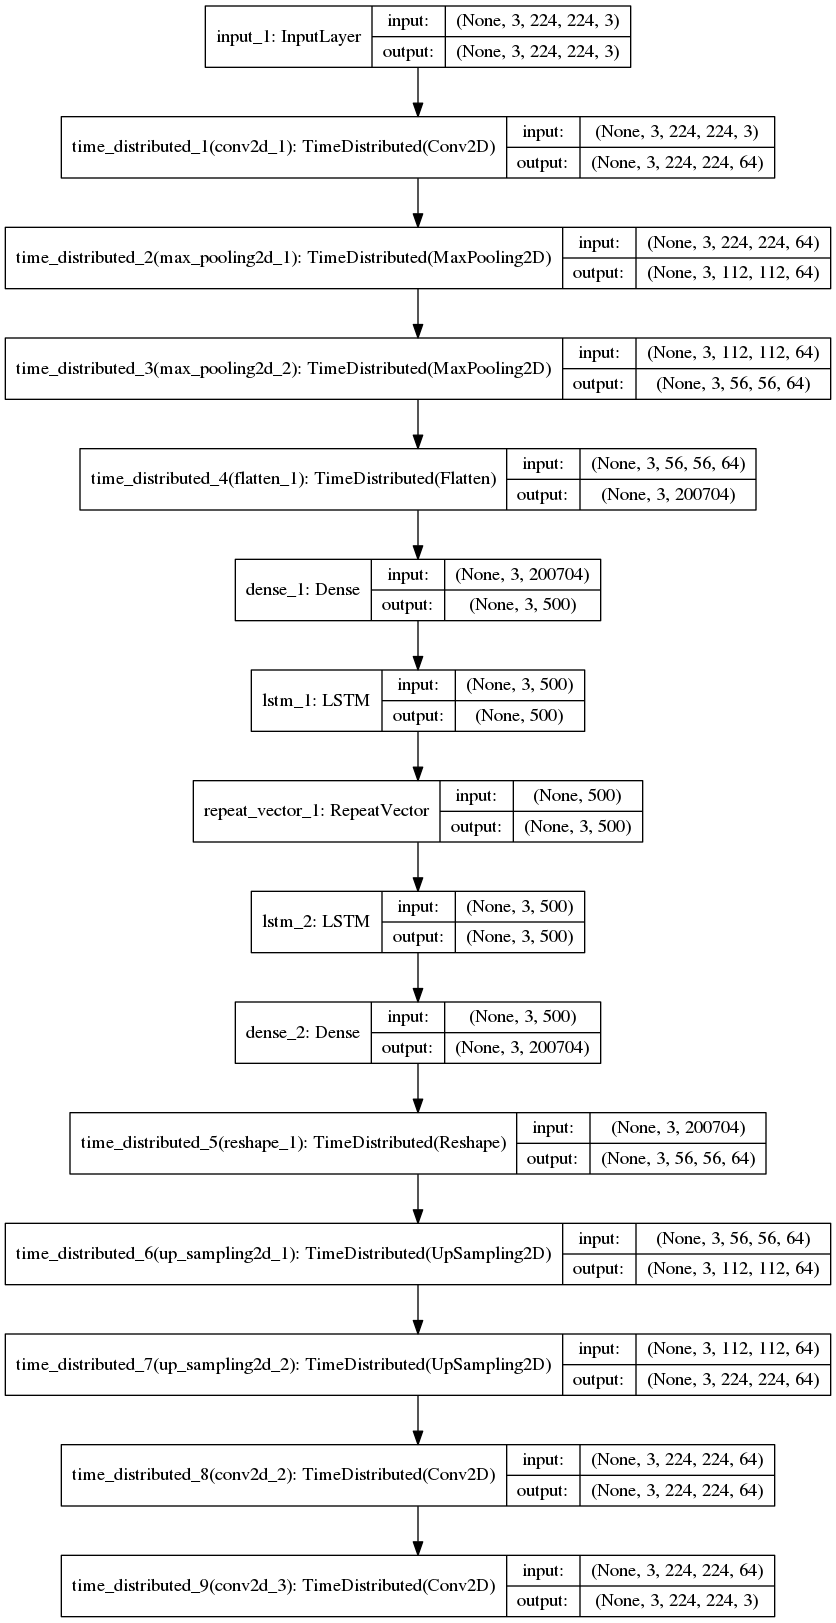 input_1: InputLayer
input: (None, 3, 224, 224, 3)
output: (None, 3, 224, 224, 3)
time_distributed_1(conv2d_1): TimeDistributed(Conv2D)
input: (None, 3, 224, 224, 3)
output: (None, 3, 224, 224, 64)
time_distributed_2(max_pooling2d_1): TimeDistributed(MaxPooling2D)
input: (None, 3, 224, 224, 64)
output: (None, 3, 112, 112, 64)
time_distributed_3(max_pooling2d_2): TimeDistributed(MaxPooling2D)
input: (None, 3, 112, 112, 64)
output: (None, 3, 56, 56, 64)
time_distributed_4(flatten_1): TimeDistributed(Flatten)
input: (None, 3, 56, 56, 64)
output: (None, 3, 200704)
dense_1: Dense
input: (None, 3, 200704)
output: (None, 3, 500)
lstm_1: LSTM
input: (None, 3, 500)
output: (None, 500)
repeat_vector_1: RepeatVector
input: (None, 500)
output: (None, 3, 500)
lstm_2: LSTM
input: (None, 3, 500)
output: (None, 3, 500)
dense_2: Dense
input: (None, 3, 500)
output: (None, 3, 200704)
time_distributed_5(reshape_1): TimeDistributed(Reshape)
input: (None, 3, 200704)
output: (None, 3, 56, 56, 64)
time_distributed_6(up_sampling2d_1): TimeDistributed(UpSampling2D)
input: (None, 3, 56, 56, 64)
output: (None, 3, 112, 112, 64)
time_distributed_7(up_sampling2d_2): TimeDistributed(UpSampling2D)
input: (None, 3, 112, 112, 64)
output: (None, 3, 224, 224, 64)
time_distributed_8(conv2d_2): TimeDistributed(Conv2D)
input: (None, 3, 224, 224, 64)
output: (None, 3, 224, 224, 64)
time_distributed_9(conv2d_3): TimeDistributed(Conv2D)
input: (None, 3, 224, 224, 64)
output: (None, 3, 224, 224, 3)